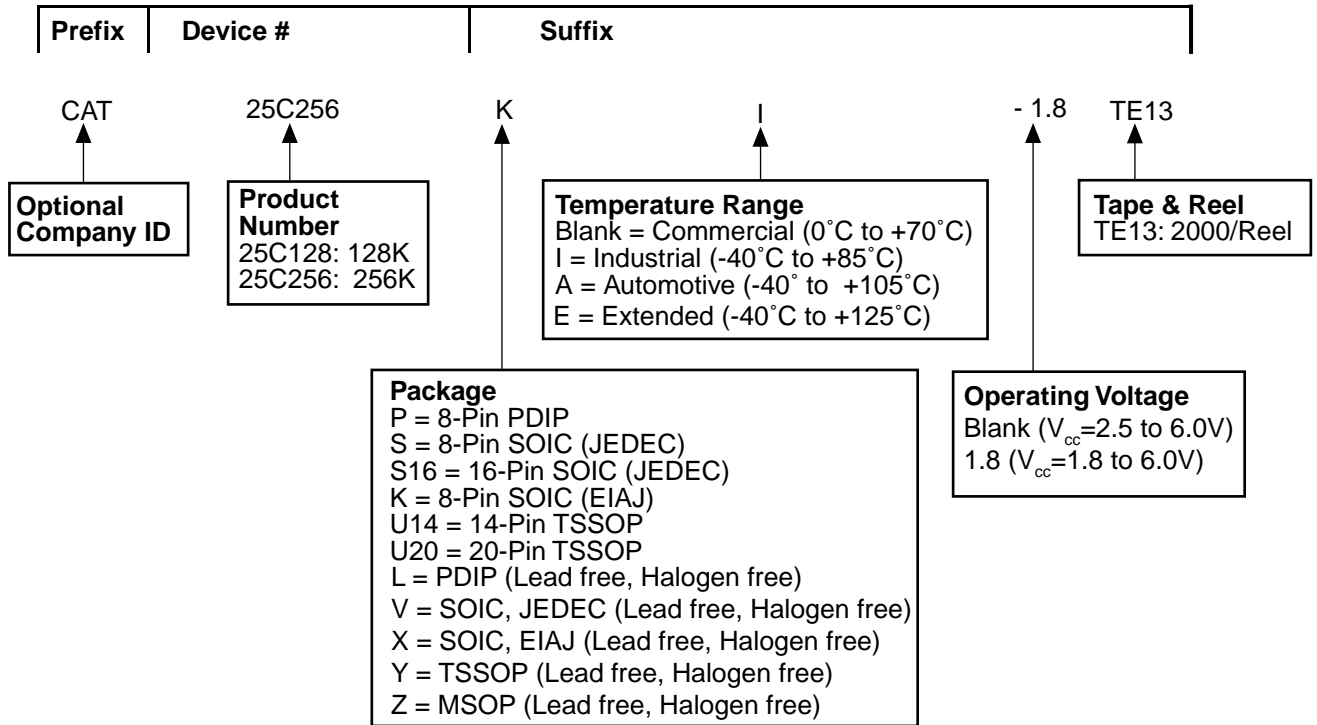 Prefix Device # Suffix
CAT 25C256 K I - 1.8 TE13
Optional
Company ID
Product
Number
25C128: 128K
25C256: 256K
Temperature Range
Blank = Commercial (0˚C to +70˚C)
I = Industrial (-40˚C to +85˚C)
A = Automotive (-40˚ to +105˚C)
E = Extended (-40˚C to +125˚C)
Tape & Reel
TE13: 2000/Reel
Package
P = 8-Pin PDIP
S = 8-Pin SOIC (JEDEC)
S16 = 16-Pin SOIC (JEDEC)
K = 8-Pin SOIC (EIAJ)
U14 = 14-Pin TSSOP
U20 = 20-Pin TSSOP
L = PDIP (Lead free, Halogen free)
V = SOIC, JEDEC (Lead free, Halogen free)
X = SOIC, EIAJ (Lead free, Halogen free)
Y = TSSOP (Lead free, Halogen free)
Z = MSOP (Lead free, Halogen free)
Operating Voltage
Blank (Vcc=2.5 to 6.0V)
1.8 (Vcc=1.8 to 6.0V)